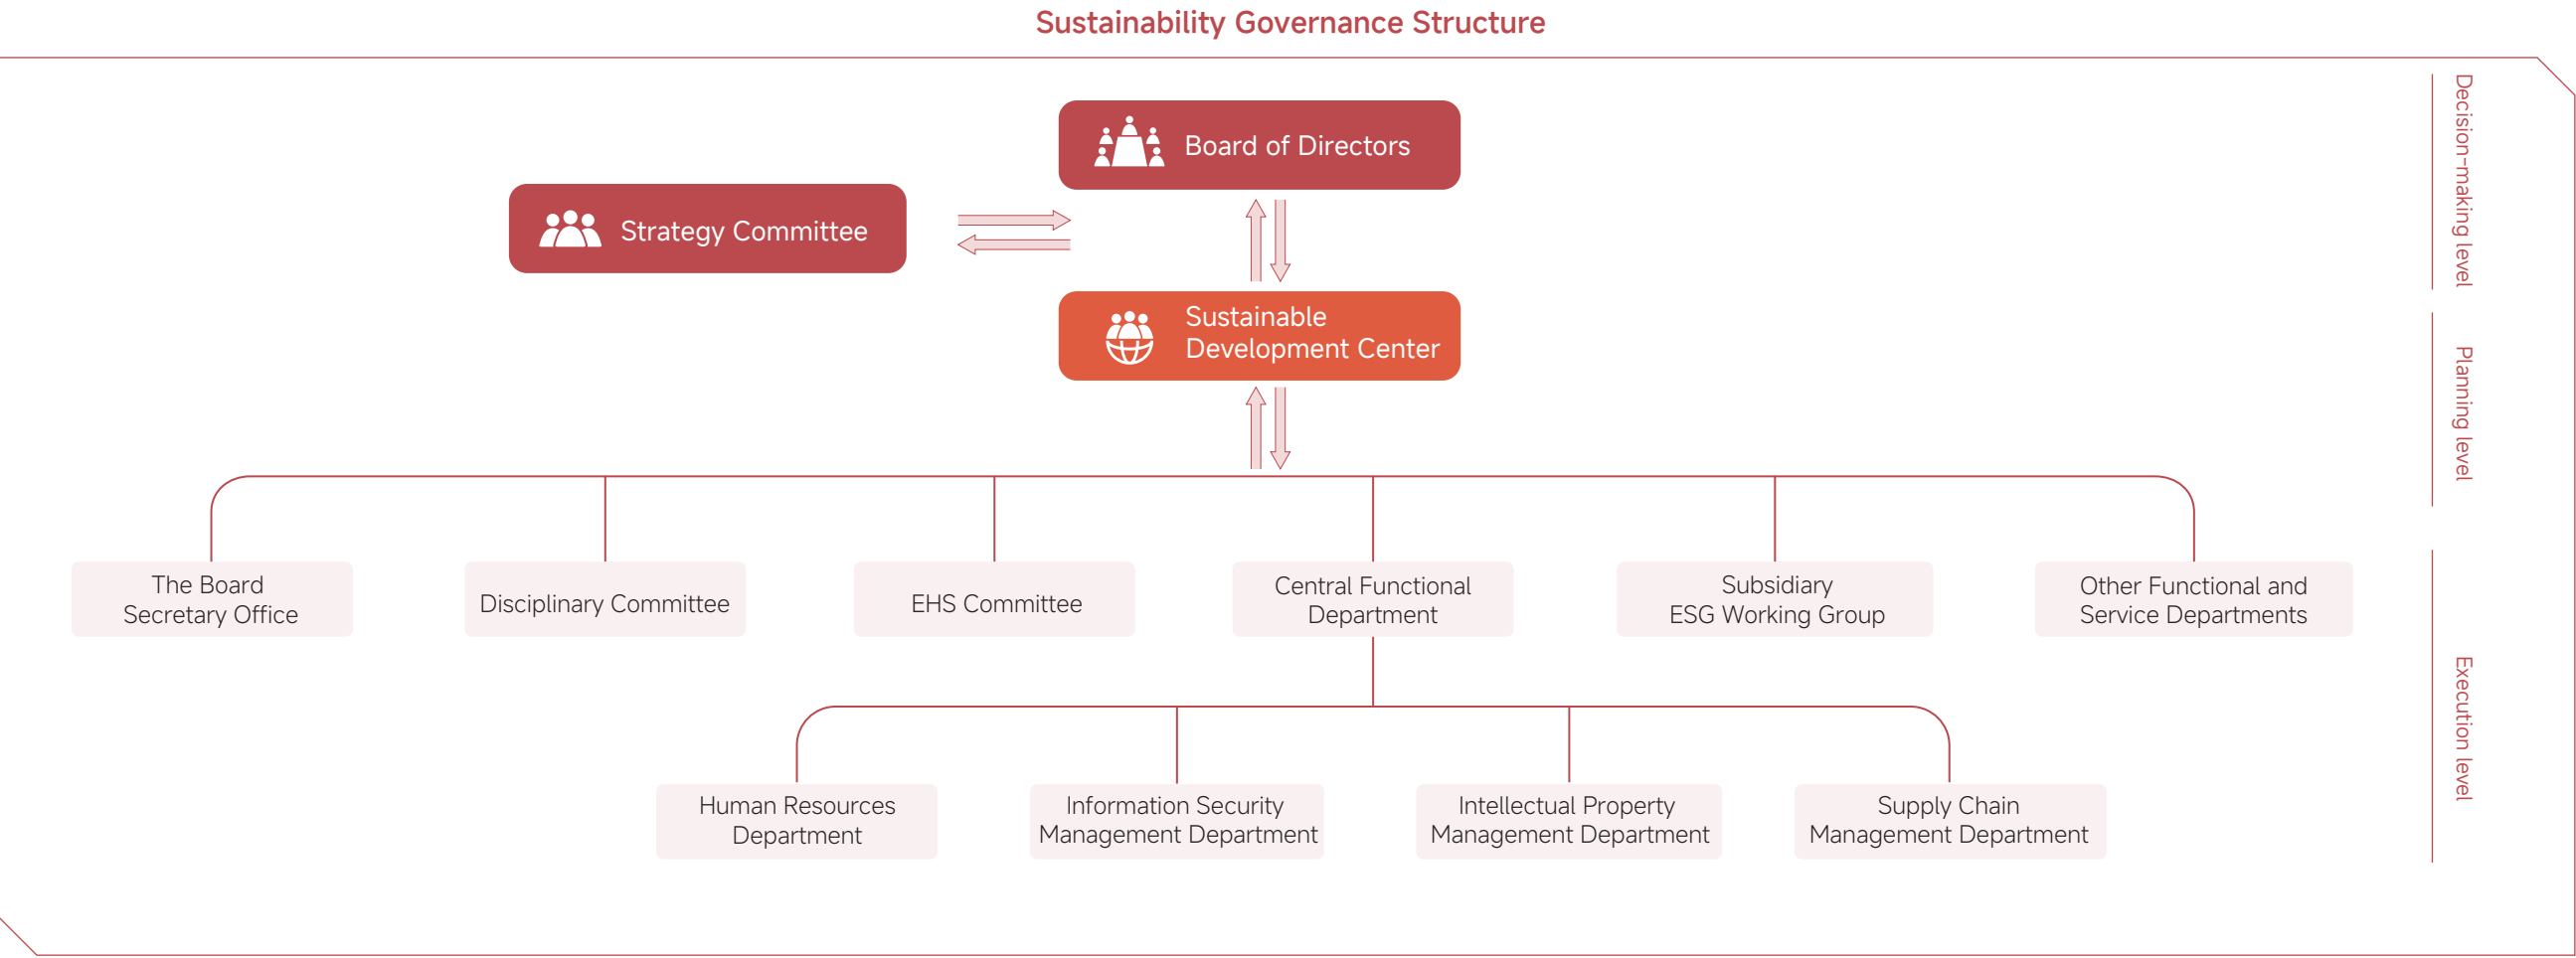 Sustainability Governance Structure
Board of Directors
Strategy Committee
Sustainable
Development Center
The Board
Secretary Office
Disciplinary Committee
EHS Committee
Central Functional
Department
Subsidiary
ESG Working Group
Other Functional and
Service Departments
Human Resources
Department
Information Security
Management Department
Intellectual Property
Management Department
Supply Chain
Management Department
Decision-making level
Planning level
Execution level